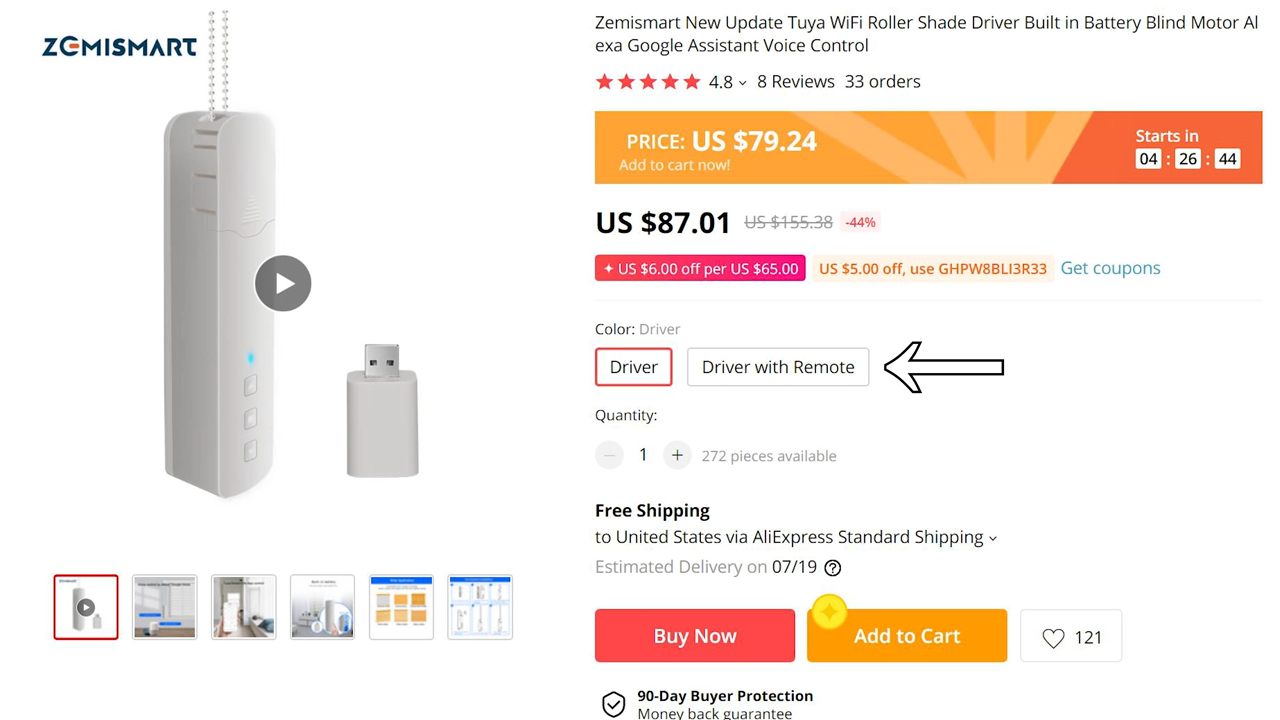 ZEMISMART
Zemismart New Update Tuya WiFi Roller Shade Driver Built in Battery Blind Motor Al
exa Google Assistant Voice Control
4.8 8 Reviews 33 orders
PRICE: US $79.24
Add to cart now!
Starts in
04 : 26 : 44
US $87.01 US $155.38 -44%
US $6.00 off per US $65.00 US $5.00 off, use GHPW8BLI3R33 Get coupons
Color: Driver
Driver Driver with Remote
Quantity:
1 + 272 pieces available
Free Shipping
to United States via AliExpress Standard Shipping
Estimated Delivery on 07/19 ?
Buy Now Add to Cart 121
90-Day Buyer Protection
Money back guarantee